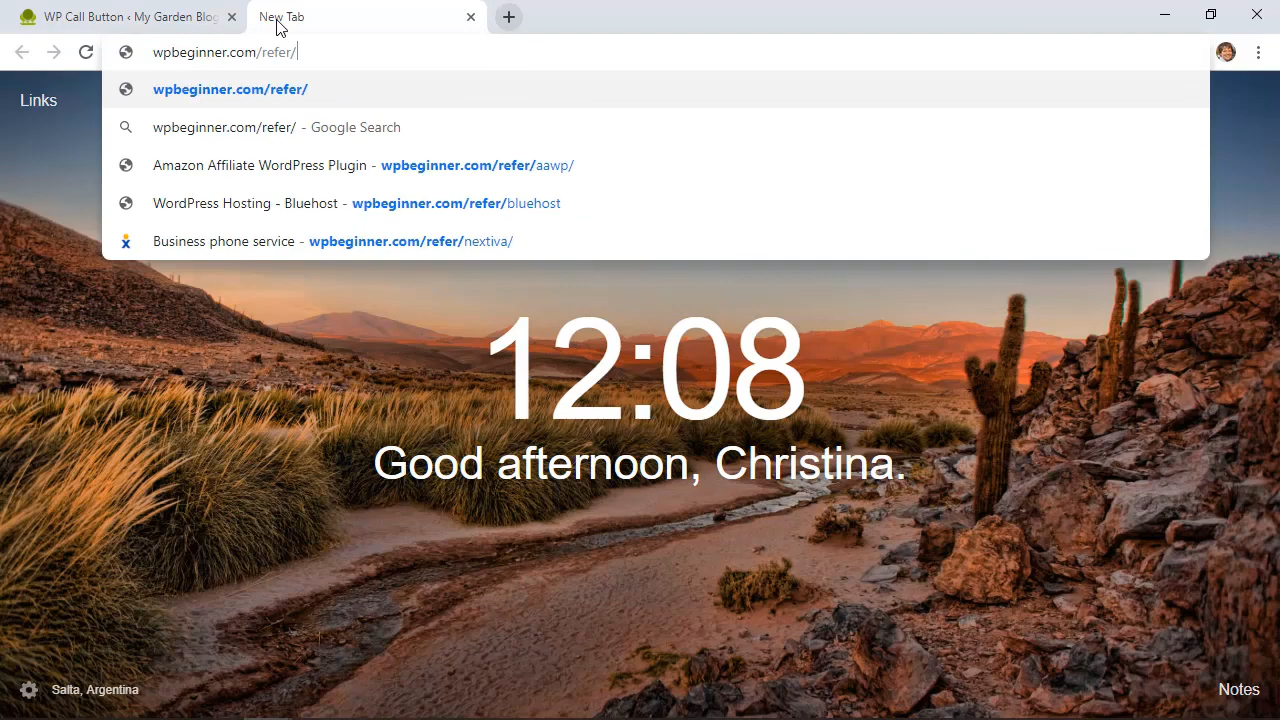 WP Call Button ‹ My Garden Blog
New Tab
wpbeginner.com/refer/
wpbeginner.com/refer/
wpbeginner.com/refer/ - Google Search
Amazon Affiliate WordPress Plugin - wpbeginner.com/refer/aawp/
WordPress Hosting - Bluehost - wpbeginner.com/refer/bluehost
Business phone service - wpbeginner.com/refer/nextiva/
Links
12:08
Good afternoon, Christina.
Salta, Argentina
Notes